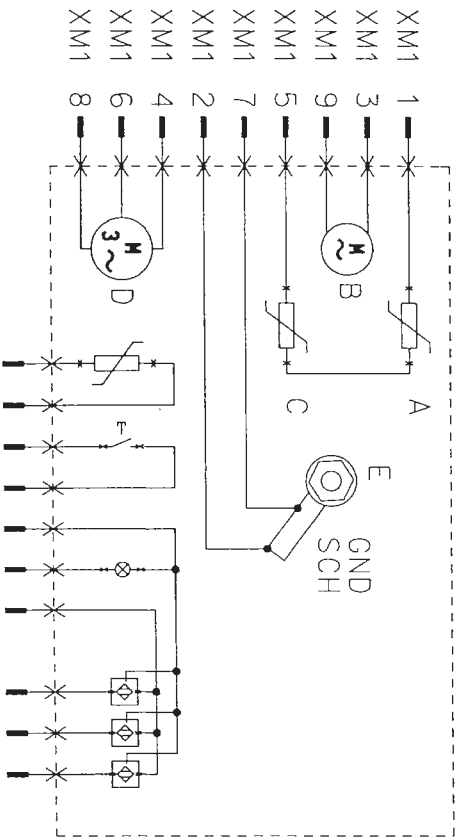 XM1 1
XM1 3
XM1 9
XM1 5
XM1 7
XM1 2
XM1 4
XM1 6
XM1 8
A
M
~
B
C
E
GND
SCH
M
3 ~
D
T